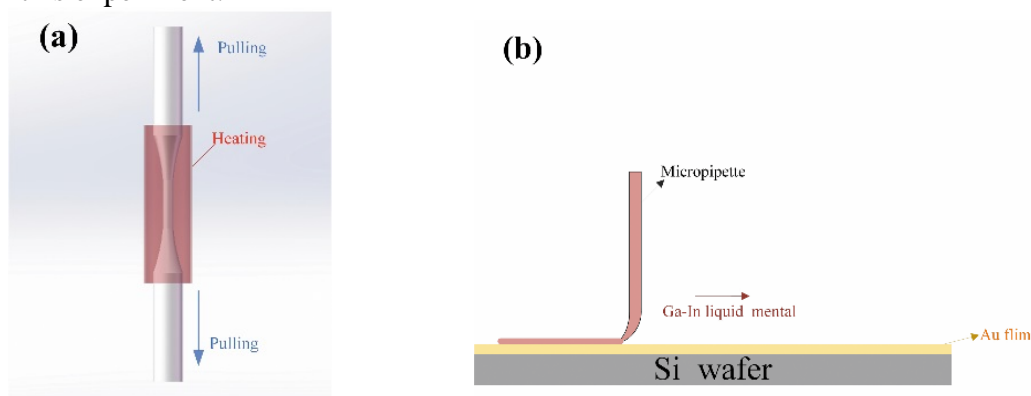 (a)
Pulling
Heating
Pulling
(b)
Micropipette
Ga-In liquid mental
Au flim
Si wafer